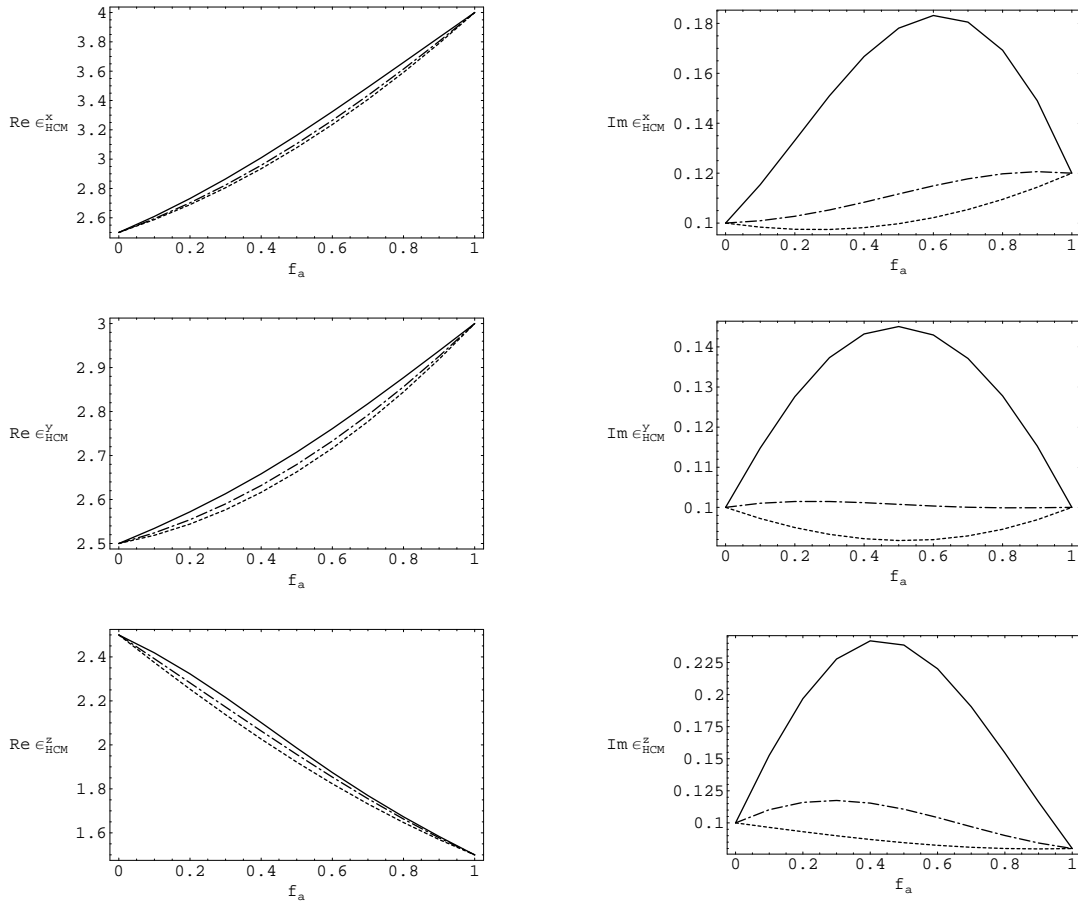 4
3.8
3.6
3.4
Re ϵ^x_HCM 3.2
3
2.8
2.6
0 0.2 0.4 0.6 0.8 1
f_a
0.18
0.16
Im ϵ^x_HCM
0.14
0.12
0.1
0 0.2 0.4 0.6 0.8 1
f_a
3
2.9
2.8
Re ϵ^y_HCM
2.7
2.6
2.5
0 0.2 0.4 0.6 0.8 1
f_a
0.14
0.13
Im ϵ^y_HCM 0.12
0.11
0.1
0 0.2 0.4 0.6 0.8 1
f_a
2.4
2.2
Re ϵ^z_HCM 2
1.8
1.6
0 0.2 0.4 0.6 0.8 1
f_a
0.225
0.2
0.175
Im ϵ^z_HCM
0.15
0.125
0.1
0 0.2 0.4 0.6 0.8 1
f_a